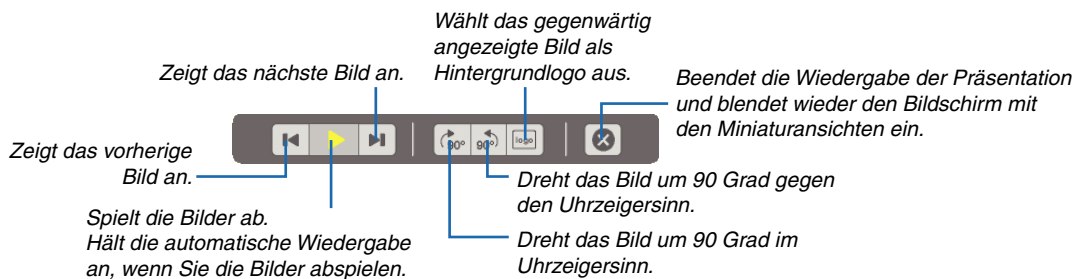 Wählt das gegenwärtig
angezeigte Bild als
Hintergrundlogo aus.
Zeigt das nächste Bild an.
Beendet die Wiedergabe der Präsentation
und blendet wieder den Bildschirm mit
den Miniaturansichten ein.
90°
90°
logo
Zeigt das vorherige
Bild an.
Dreht das Bild um 90 Grad gegen
den Uhrzeigersinn.
Spielt die Bilder ab.
Hält die automatische Wiedergabe
an, wenn Sie die Bilder abspielen.
Dreht das Bild um 90 Grad im
Uhrzeigersinn.